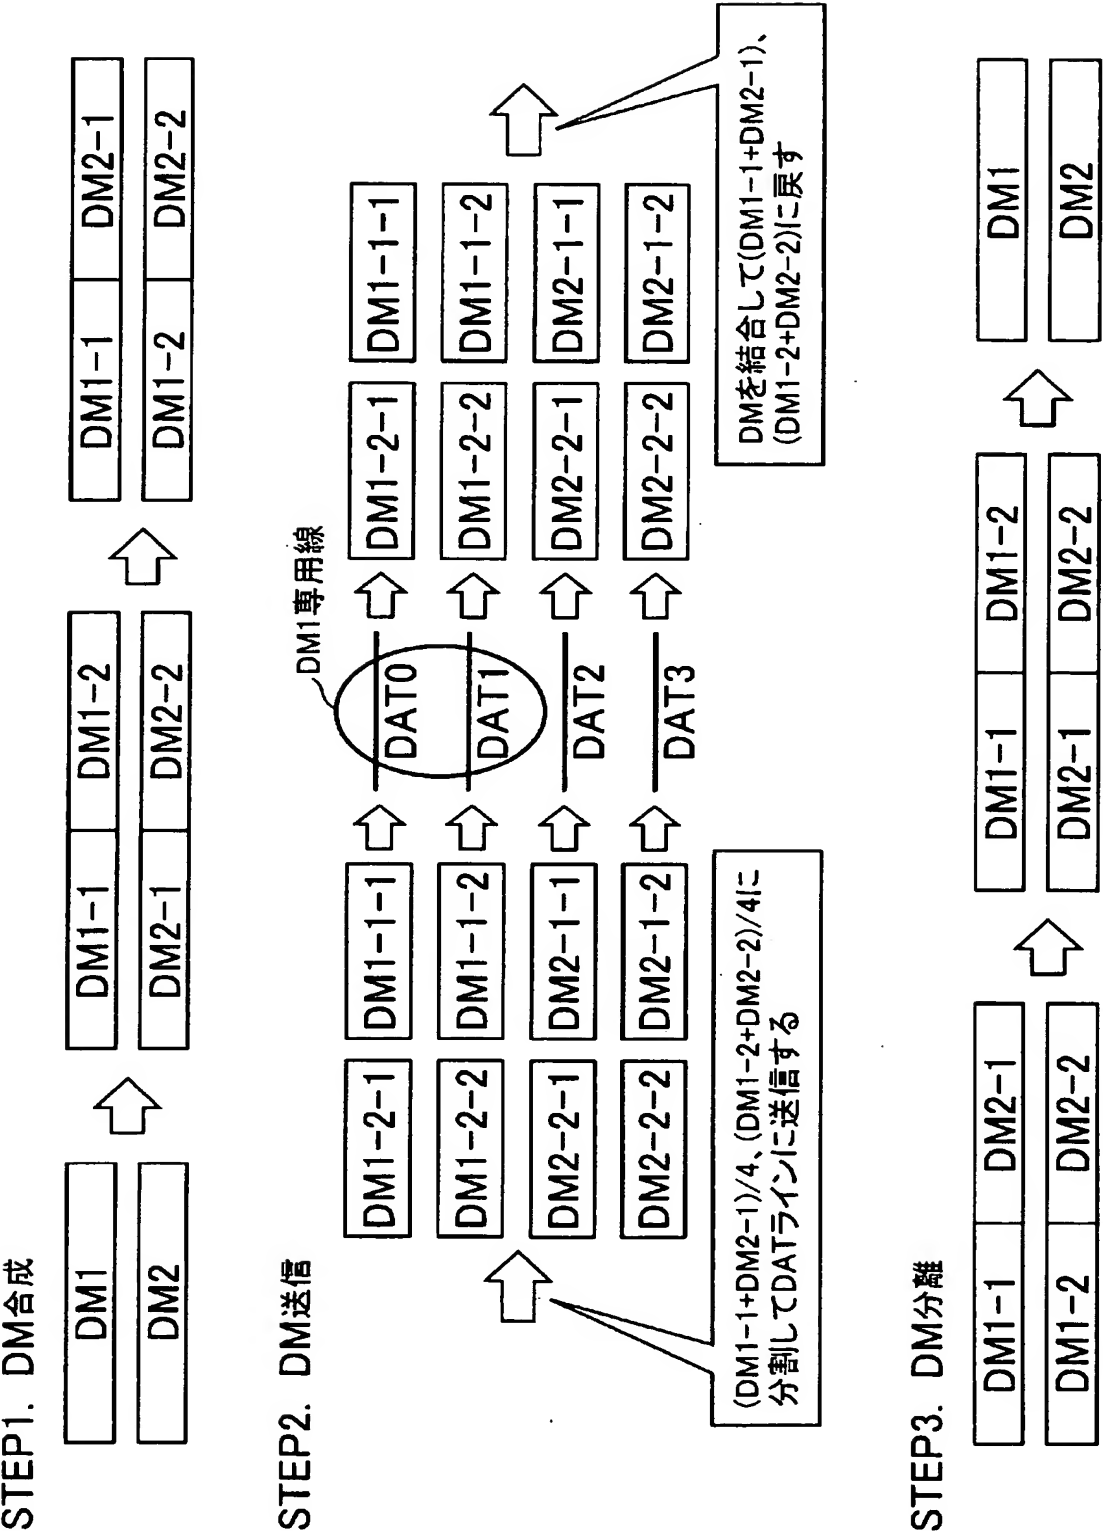 STEP1. DM合成
DM1
DM2
DM1-1 DM1-2
DM2-1 DM2-2
DM1-1 DM2-1
DM1-2 DM2-2
STEP2. DM送信
DM1専用線
DM1-2-1 DM1-1-1 DAT0 DM1-2-1 DM1-1-1
DM1-2-2 DM1-1-2 DAT1 DM1-2-2 DM1-1-2
DM2-2-1 DM2-1-1 DAT2 DM2-2-1 DM2-1-1
DM2-2-2 DM2-1-2 DAT3 DM2-2-2 DM2-1-2
(DM1-1+DM2-1)/4、(DM1-2+DM2-2)/4に
分割してDATラインに送信する
DMを結合して(DM1-1+DM2-1)、
(DM1-2+DM2-2)に戻す
STEP3. DM分離
DM1-1 DM2-1
DM1-2 DM2-2
DM1-1 DM1-2
DM2-1 DM2-2
DM1
DM2